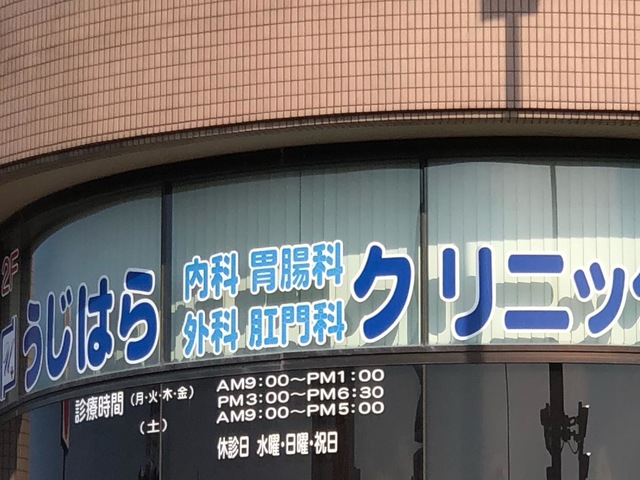 2F
うじはら 内科 胃腸科 クリニッ
外科 肛門科
診療時間 (月・火・木・金) AM9:00〜PM1:00
PM3:00〜PM6:30
(土) AM9:00〜PM5:00
休診日 水曜・日曜・祝日